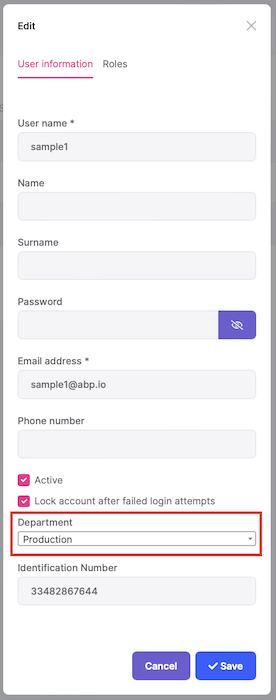 Edit
User information Roles
User name *
sample1
Name
Surname
Password
Email address *
sample1@abp.io
Phone number
Active
Lock account after failed login attempts
Department
Production
Identification Number
33482867644
Cancel Save